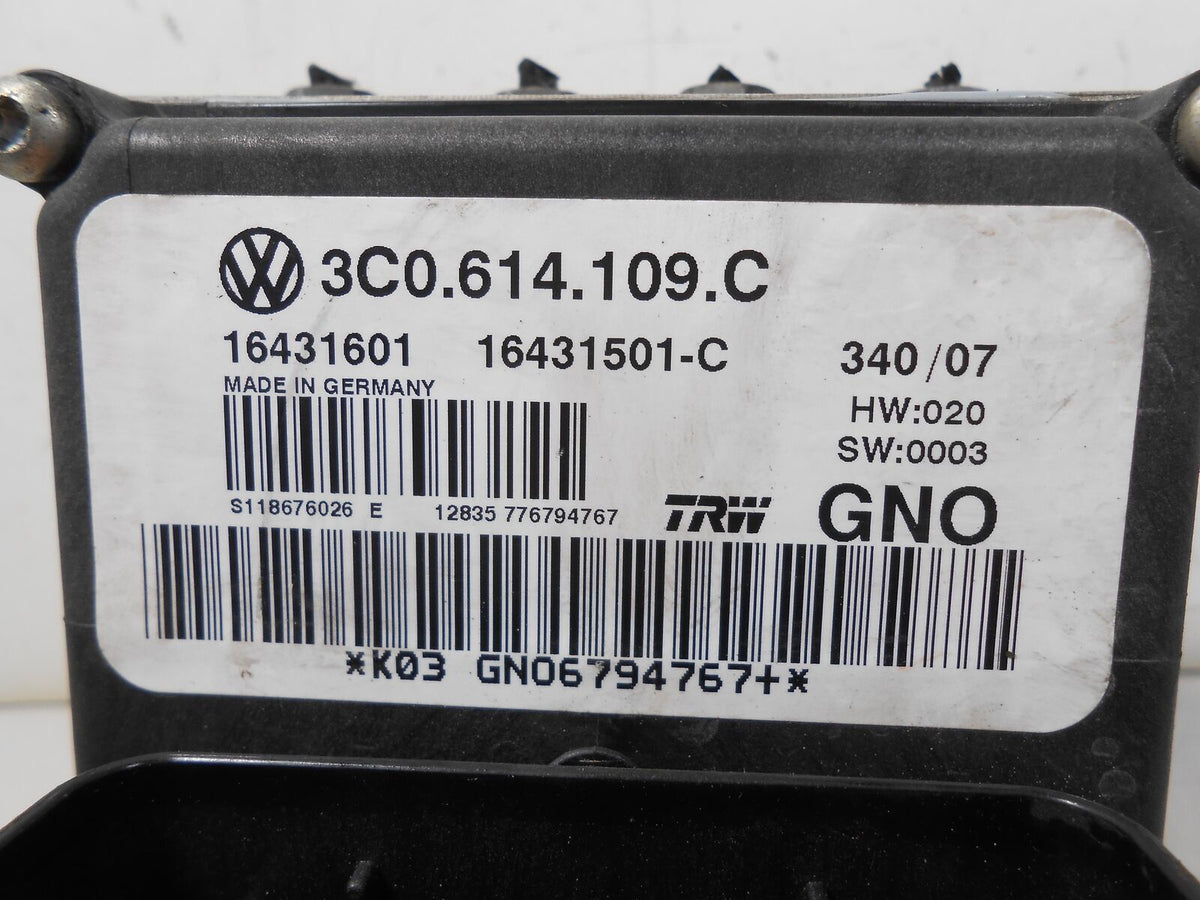 3C0.614.109.C
16431601 16431501-C 340/07
MADE IN GERMANY
HW:020
SW:0003
S118676026 E 12835 776794767
TRW GNO
*K03 GNO6794767+*